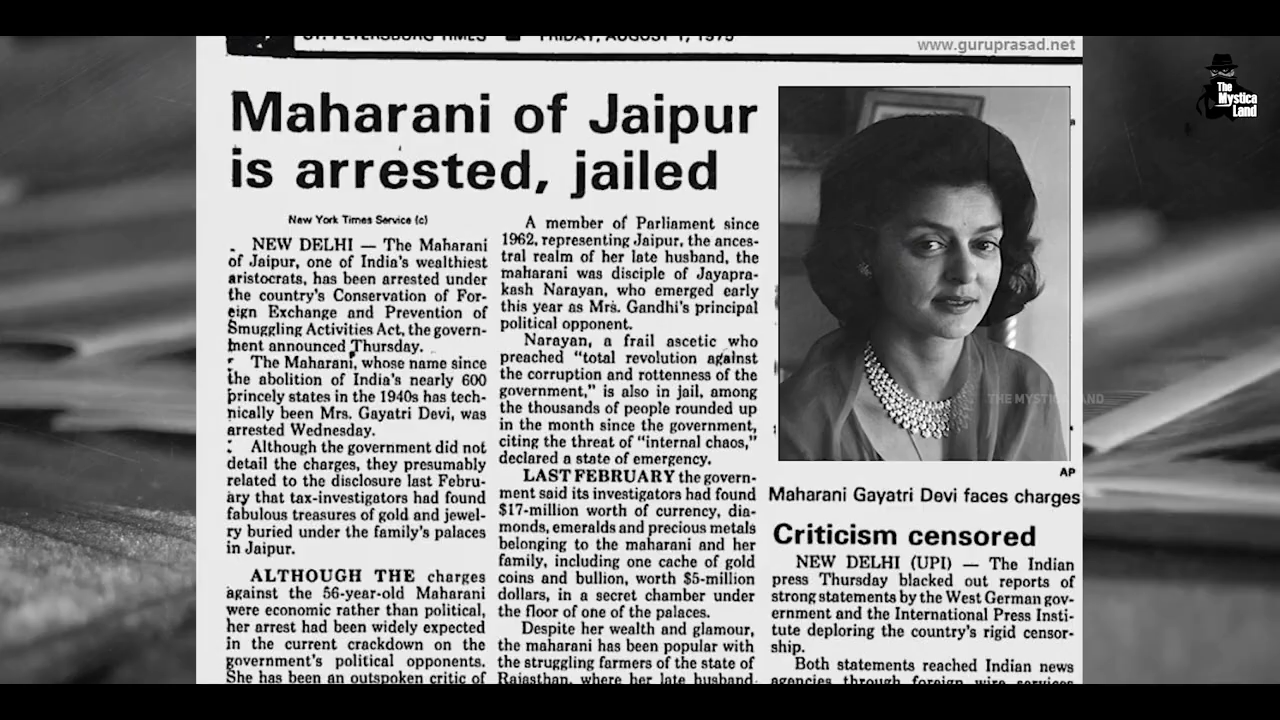 ST. PETERSBURG TIMES ■ FRIDAY, AUGUST 1, 1975
www.guruprasad.net
The
Mystica
Land
Maharani of Jaipur
is arrested, jailed
New York Times Service (c)
NEW DELHI — The Maharani
of Jaipur, one of India's wealthiest
aristocrats, has been arrested under
the country's Conservation of For-
eign Exchange and Prevention of
Smuggling Activities Act, the govern-
ment announced Thursday.
The Maharani, whose name since
the abolition of India's nearly 600
princely states in the 1940s has tech-
nically been Mrs. Gayatri Devi, was
arrested Wednesday.
Although the government did not
detail the charges, they presumably
related to the disclosure last Febru-
ary that tax-investigators had found
fabulous treasures of gold and jewel-
ry buried under the family's palaces
in Jaipur.
ALTHOUGH THE charges
against the 56-year-old Maharani
were economic rather than political,
her arrest had been widely expected
in the current crackdown on the
government's political opponents.
She has been an outspoken critic of
A member of Parliament since
1962, representing Jaipur, the ances-
tral realm of her late husband, the
maharani was disciple of Jayapra-
kash Narayan, who emerged early
this year as Mrs. Gandhi's principal
political opponent.
Narayan, a frail ascetic who
preached "total revolution against
the corruption and rottenness of the
government," is also in jail, among
the thousands of people rounded up
in the month since the government,
citing the threat of "internal chaos,"
declared a state of emergency.
LAST FEBRUARY the govern-
ment said its investigators had found
$17-million worth of currency, dia-
monds, emeralds and precious metals
belonging to the maharani and her
family, including one cache of gold
coins and bullion, worth $5-million
dollars, in a secret chamber under
the floor of one of the palaces.
Despite her wealth and glamour,
the maharani has been popular with
the struggling farmers of the state of
Rajasthan, where her late husband,
THE MYSTICA LAND
AP
Maharani Gayatri Devi faces charges
Criticism censored
NEW DELHI (UPI) — The Indian
press Thursday blacked out reports of
strong statements by the West German gov-
ernment and the International Press Insti-
tute deploring the country's rigid censor-
ship.
Both statements reached Indian news
agencies through foreign wire services